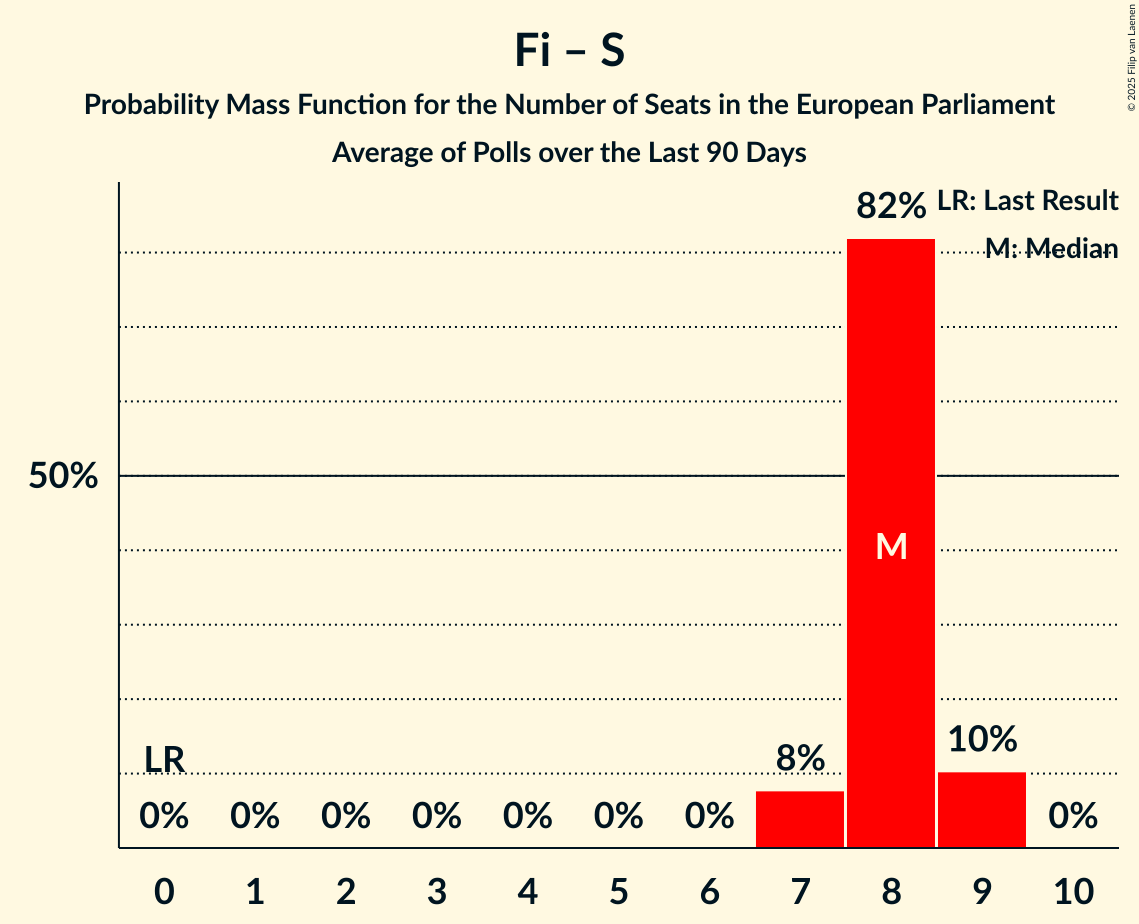 Fi – S
Probability Mass Function for the Number of Seats in the European Parliament
Average of Polls over the Last 90 Days
© 2025 Filip van Laenen
LR: Last Result
M: Median
82%
50%
M
LR
8%
10%
0% 0% 0% 0% 0% 0% 0% 0%
0 1 2 3 4 5 6 7 8 9 10